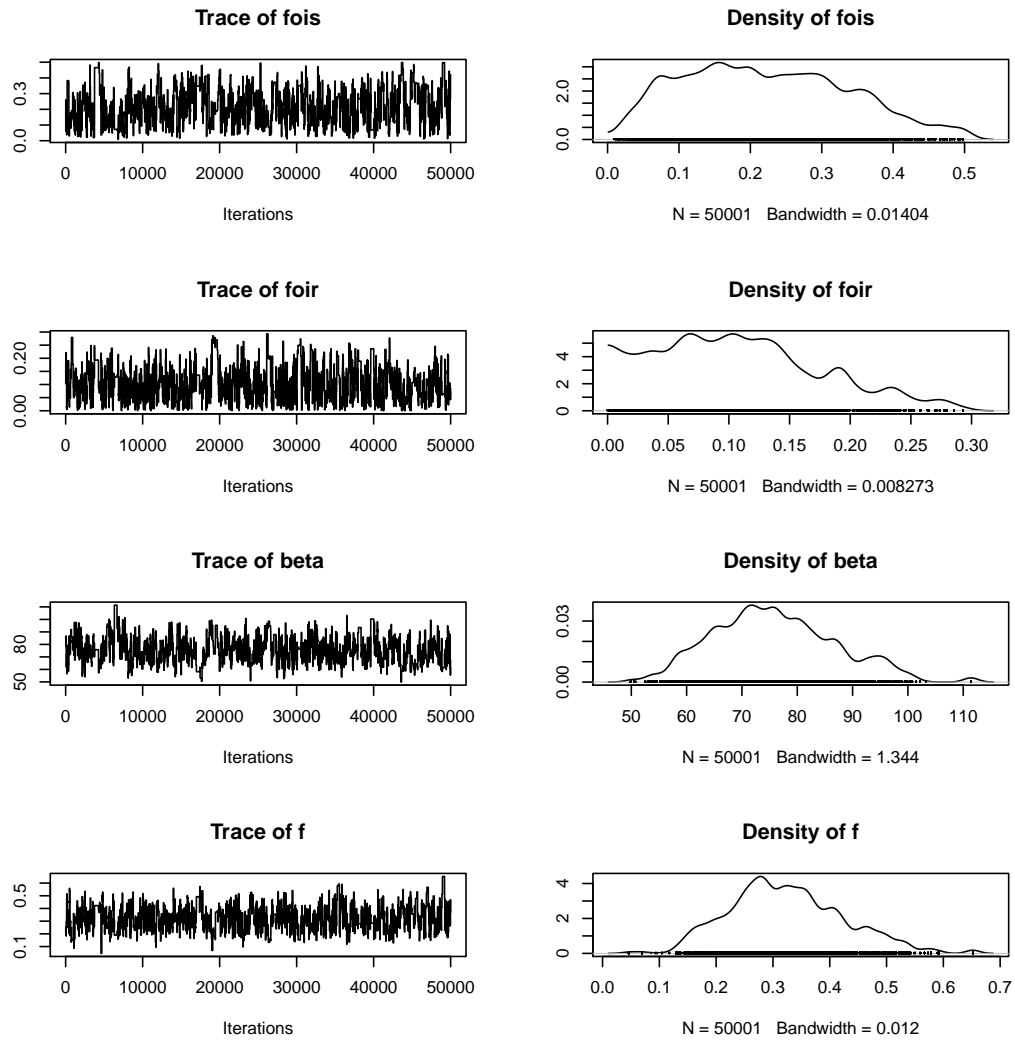 Trace of fois
Density of fois
0.0 0.3
0 10000 20000 30000 40000 50000
Iterations
0.0 2.0
0.0 0.1 0.2 0.3 0.4 0.5
N = 50001 Bandwidth = 0.01404
Trace of foir
Density of foir
0.00 0.20
0 10000 20000 30000 40000 50000
Iterations
0 2 4
0.00 0.05 0.10 0.15 0.20 0.25 0.30
N = 50001 Bandwidth = 0.008273
Trace of beta
Density of beta
50 80
0 10000 20000 30000 40000 50000
Iterations
0.00 0.03
50 60 70 80 90 100 110
N = 50001 Bandwidth = 1.344
Trace of f
Density of f
0.1 0.5
0 10000 20000 30000 40000 50000
Iterations
0 2 4
0.0 0.1 0.2 0.3 0.4 0.5 0.6 0.7
N = 50001 Bandwidth = 0.012